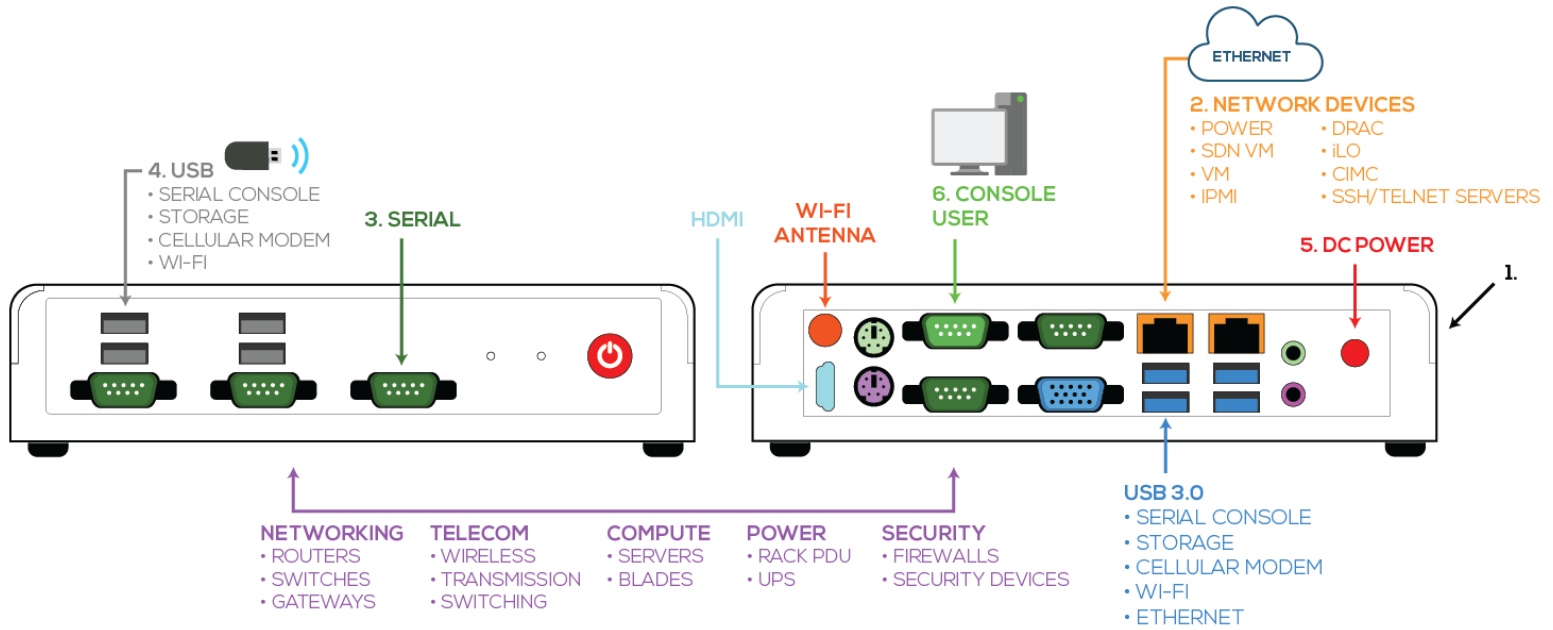 ETHERNET
2. NETWORK DEVICES
• POWER
• SDN VM
• VM
• IPMI
• DRAC
• iLO
• CIMC
• SSH/TELNET SERVERS
4. USB
• SERIAL CONSOLE
• STORAGE
• CELLULAR MODEM
• WI-FI
3. SERIAL
HDMI
WI-FI
ANTENNA
6. CONSOLE
USER
5. DC POWER
1.
NETWORKING
• ROUTERS
• SWITCHES
• GATEWAYS
TELECOM
• WIRELESS
• TRANSMISSION
• SWITCHING
COMPUTE
• SERVERS
• BLADES
POWER
• RACK PDU
• UPS
SECURITY
• FIREWALLS
• SECURITY DEVICES
USB 3.0
• SERIAL CONSOLE
• STORAGE
• CELLULAR MODEM
• WI-FI
• ETHERNET